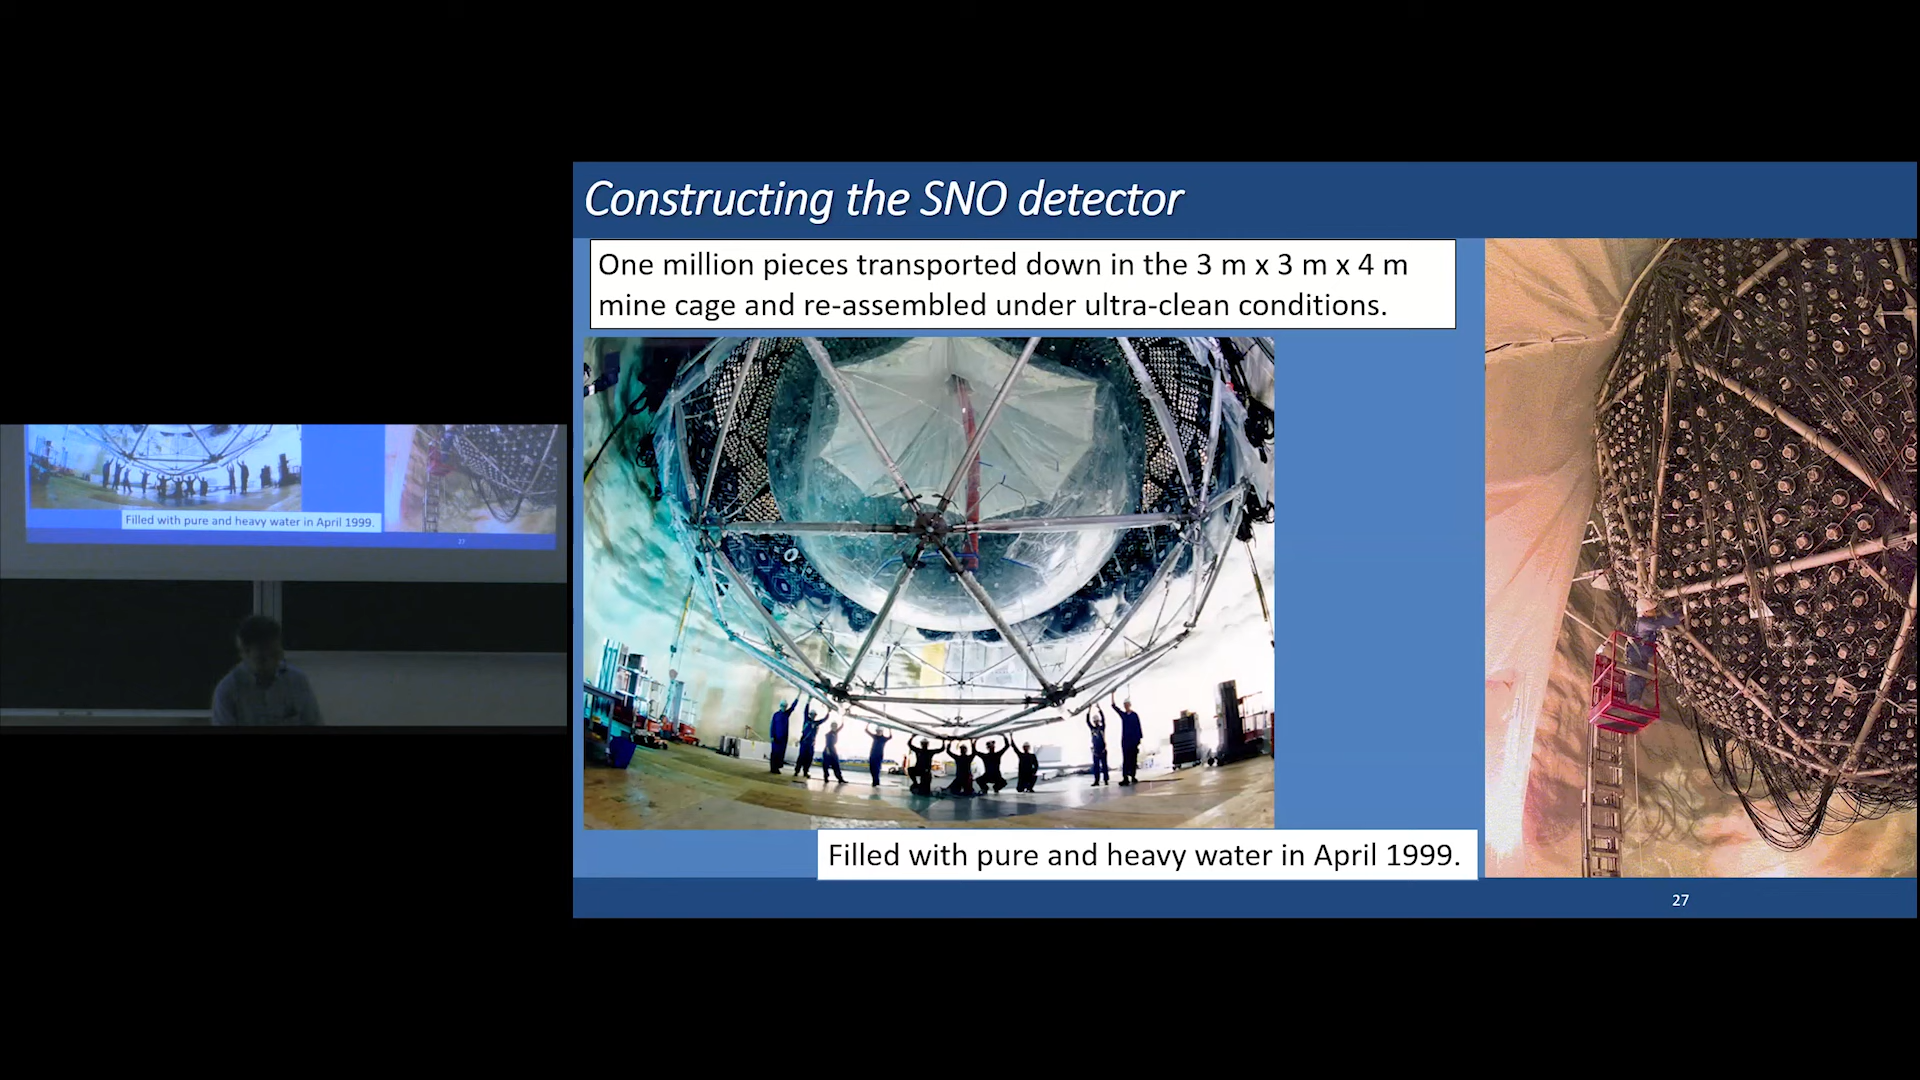 Constructing the SNO detector
One million pieces transported down in the 3 m x 3 m x 4 m
mine cage and re-assembled under ultra-clean conditions.
Filled with pure and heavy water in April 1999.
27
Filled with pure and heavy water in April 1999.
27